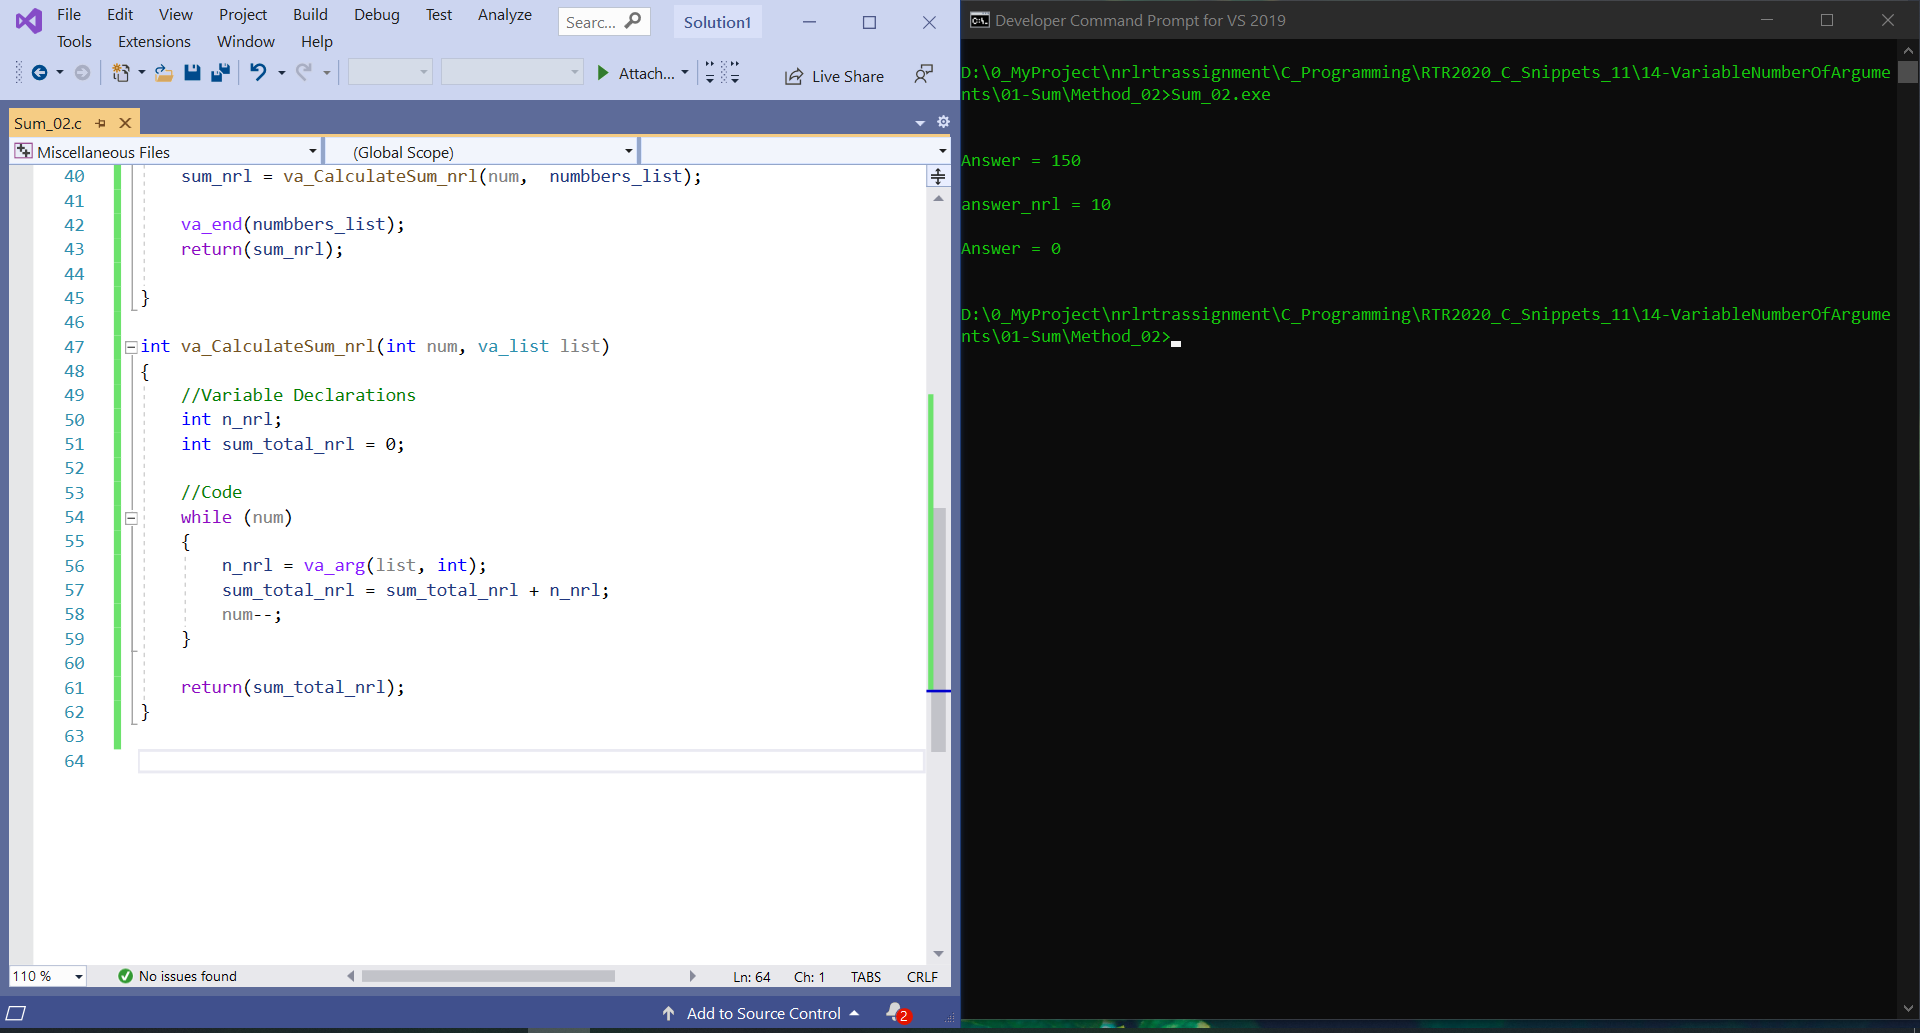 File Edit View Project Build Debug Test Analyze Searc... Solution1
Tools Extensions Window Help
Attach... Live Share
Sum_02.c
Miscellaneous Files (Global Scope)
40 sum_nrl = va_CalculateSum_nrl(num,  numbbers_list);
41
42 va_end(numbbers_list);
43 return(sum_nrl);
44
45 }
46
47 int va_CalculateSum_nrl(int num, va_list list)
48 {
49 //Variable Declarations
50 int n_nrl;
51 int sum_total_nrl = 0;
52
53 //Code
54 while (num)
55 {
56 n_nrl = va_arg(list, int);
57 sum_total_nrl = sum_total_nrl + n_nrl;
58 num--;
59 }
60
61 return(sum_total_nrl);
62 }
63
64
110 % No issues found Ln: 64 Ch: 1 TABS CRLF
Add to Source Control 2
C:\. Developer Command Prompt for VS 2019
D:\0_MyProject\nrlrtrassignment\C_Programming\RTR2020_C_Snippets_11\14-VariableNumberOfArgume
nts\01-Sum\Method_02>Sum_02.exe
Answer = 150
answer_nrl = 10
Answer = 0
D:\0_MyProject\nrlrtrassignment\C_Programming\RTR2020_C_Snippets_11\14-VariableNumberOfArgume
nts\01-Sum\Method_02>